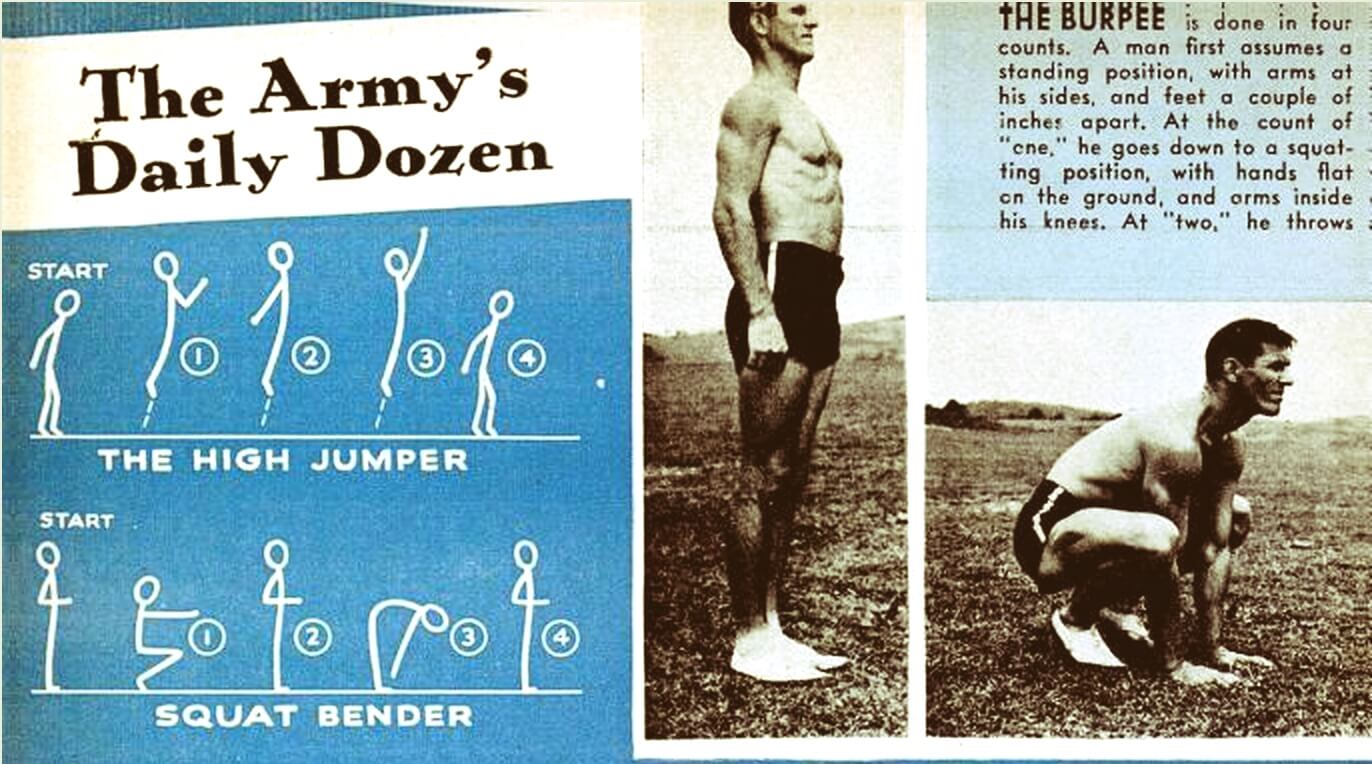 The Army's
Daily Dozen
START
1
2
3
4
THE HIGH JUMPER
START
1
2
3
4
SQUAT BENDER
THE BURPEE is done in four
counts. A man first assumes a
standing position, with arms at
his sides, and feet a couple of
inches apart. At the count of
"one," he goes down to a squat-
ting position, with hands flat
on the ground, and arms inside
his knees. At "two," he throws